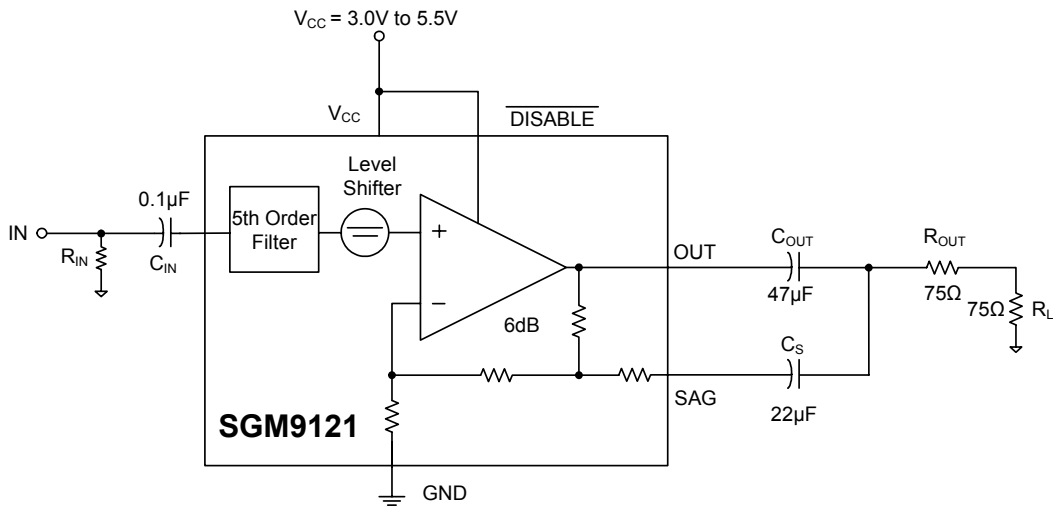 V_CC = 3.0V to 5.5V
V_CC
DISABLE
Level
Shifter
0.1µF
5th Order
Filter
IN
R_IN
C_IN
+
−
6dB
OUT
C_OUT
47µF
R_OUT
75Ω
75Ω
R_L
C_S
22µF
SAG
SGM9121
GND